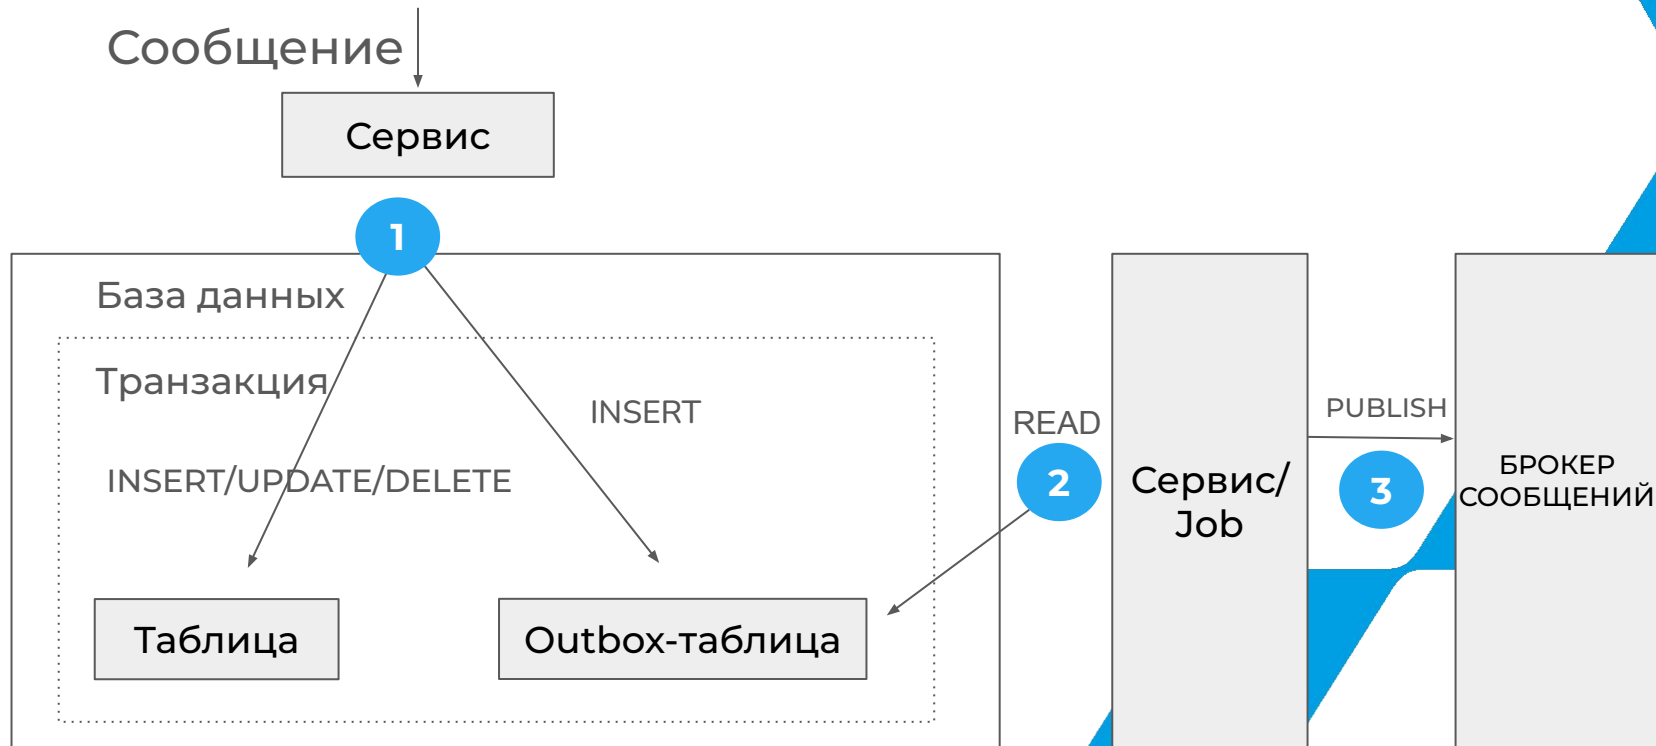 Сообщение
Сервис
1
База данных
Транзакция
INSERT
INSERT/UPDATE/DELETE
Таблица
Outbox-таблица
READ
2
Сервис/
Job
PUBLISH
3
БРОКЕР
СООБЩЕНИЙ